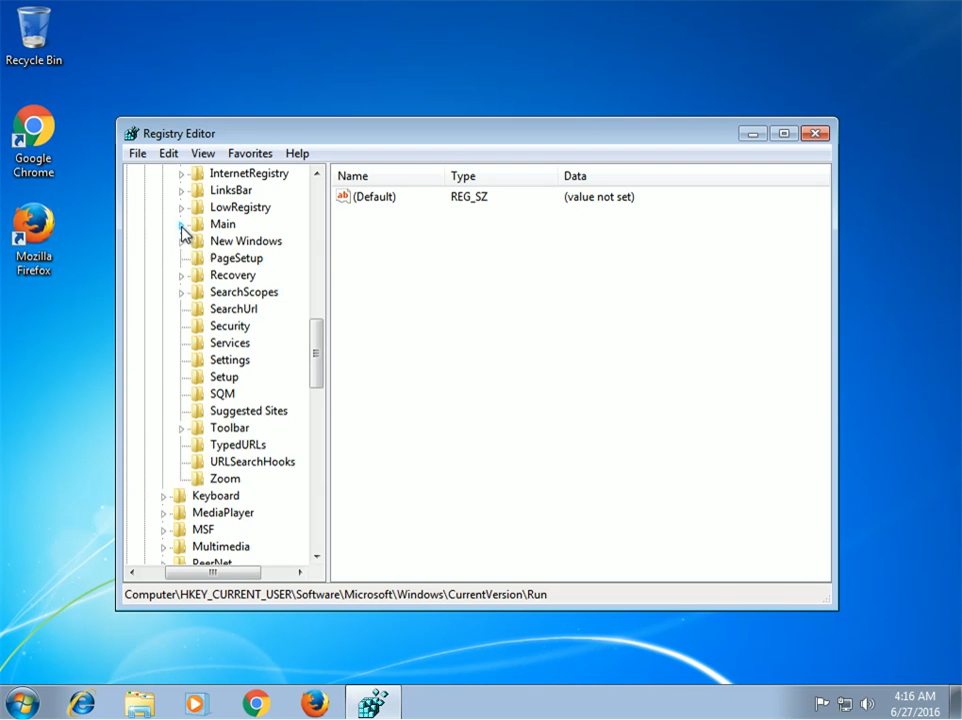 Recycle Bin
Google
Chrome
Mozilla
Firefox
Registry Editor
File Edit View Favorites Help
InternetRegistry
LinksBar
LowRegistry
Main
New Windows
PageSetup
Recovery
SearchScopes
SearchUrl
Security
Services
Settings
Setup
SQM
Suggested Sites
Toolbar
TypedURLs
URLSearchHooks
Zoom
Keyboard
MediaPlayer
MSF
Multimedia
PeerNet
Name Type Data
ab (Default) REG_SZ (value not set)
Computer\HKEY_CURRENT_USER\Software\Microsoft\Windows\CurrentVersion\Run
4:16 AM
6/27/2016